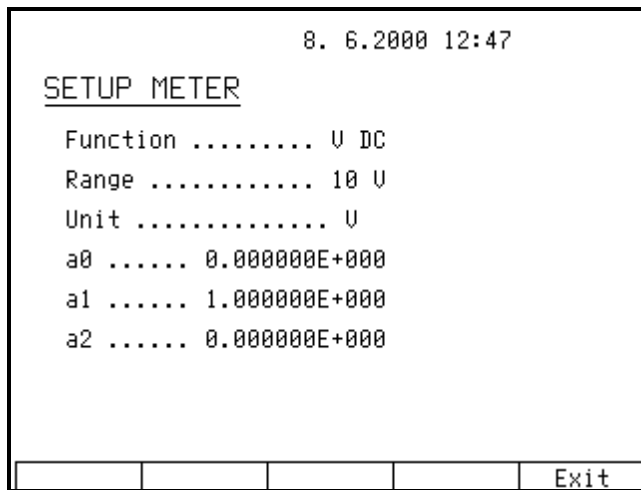 8. 6.2000 12:47
SETUP METER
Function ......... V DC
Range ............ 10 V
Unit .............. V
a0 ...... 0.000000E+000
a1 ...... 1.000000E+000
a2 ...... 0.000000E+000
Exit